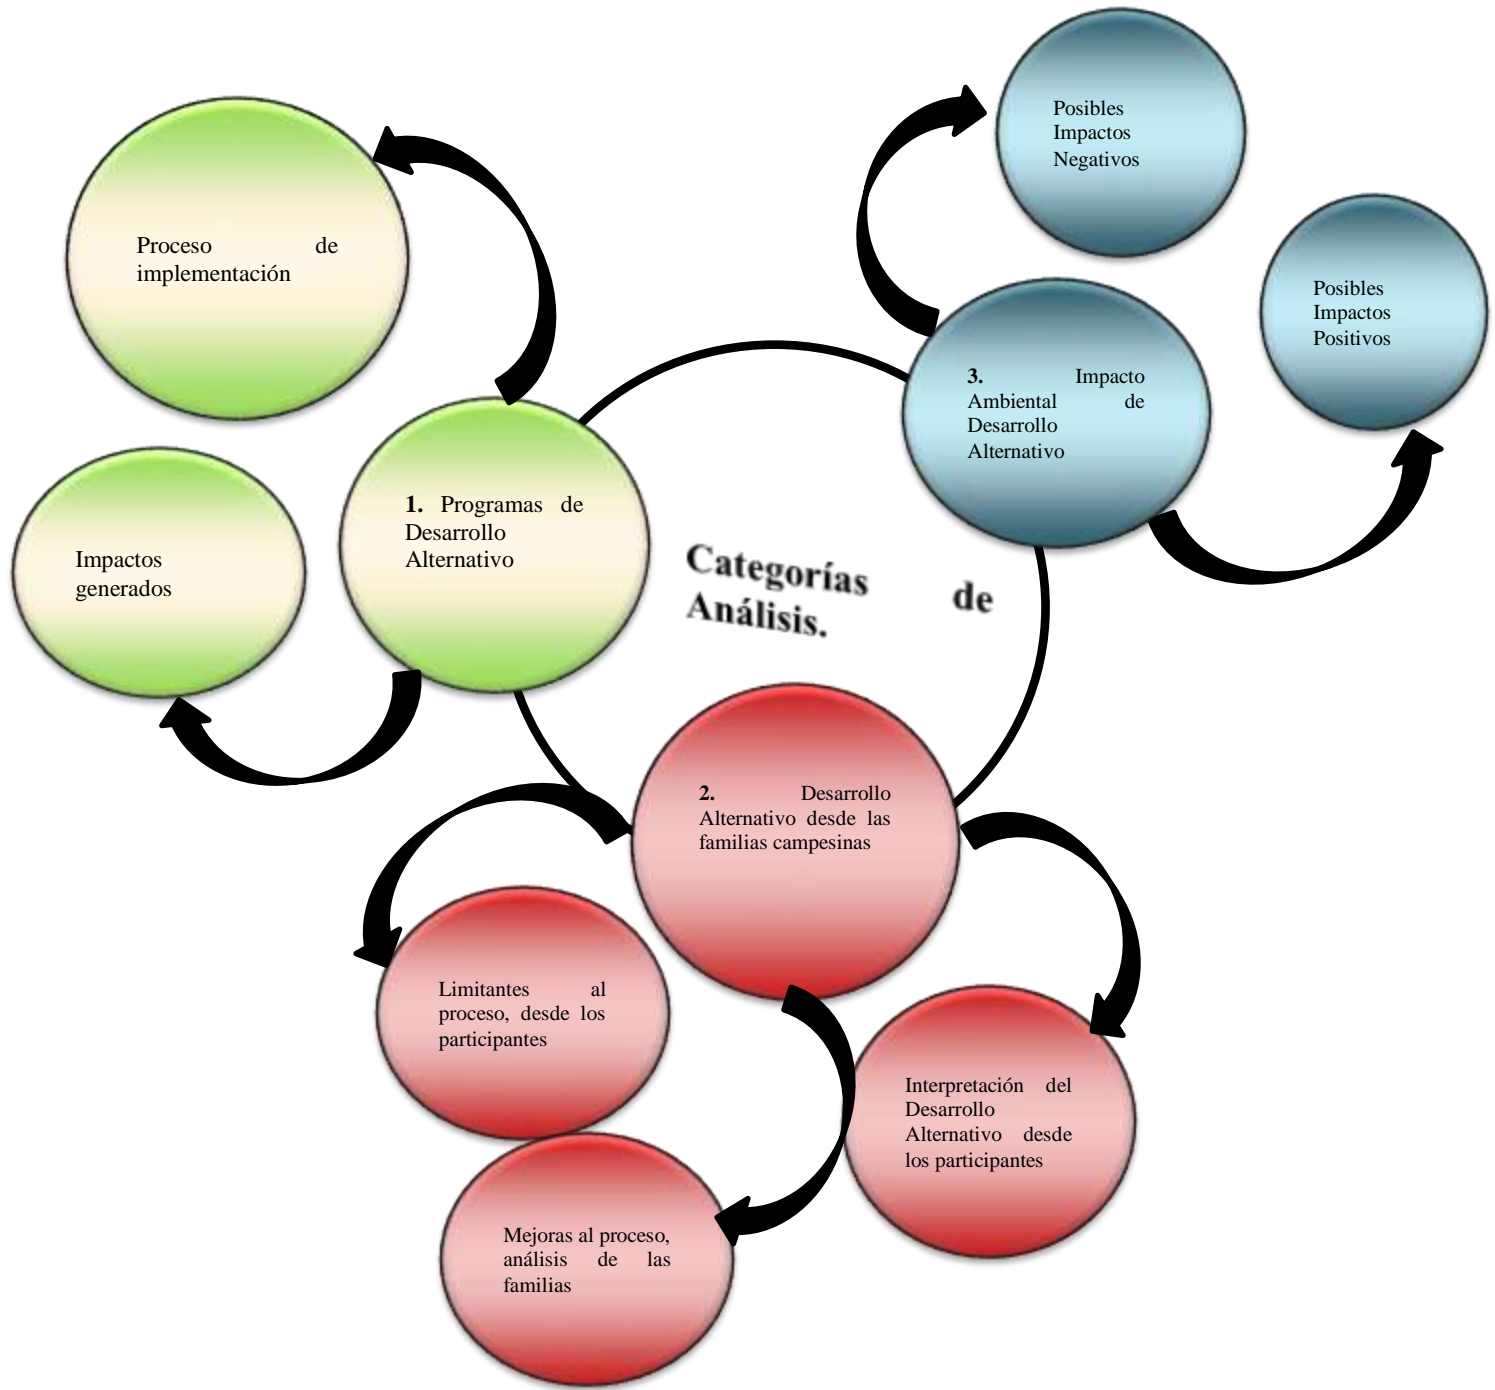 Categorías de
Análisis.
1. Programas de
Desarrollo
Alternativo
Proceso de
implementación
Impactos
generados
2. Desarrollo
Alternativo desde las
familias campesinas
Limitantes al
proceso, desde los
participantes
Mejoras al proceso,
análisis de las
familias
Interpretación del
Desarrollo
Alternativo desde
los participantes
3. Impacto
Ambiental de
Desarrollo
Alternativo
Posibles
Impactos
Negativos
Posibles
Impactos
Positivos